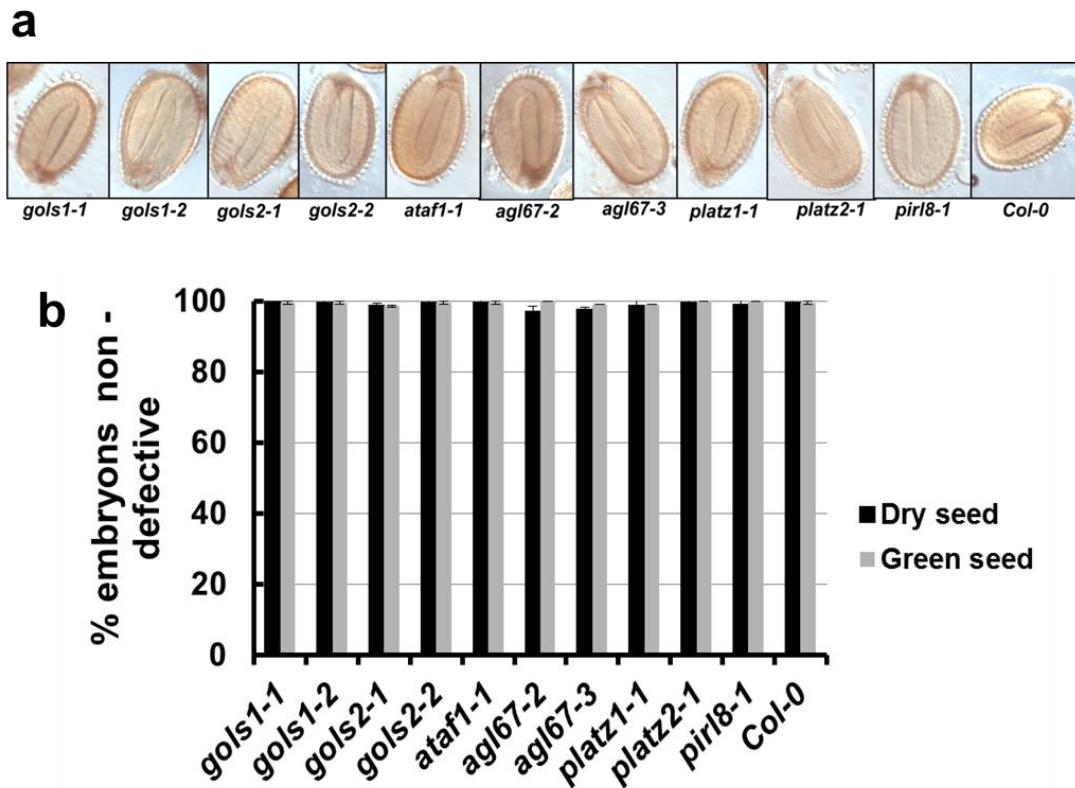 a
gols1-1 gols1-2 gols2-1 gols2-2 ataf1-1 agl67-2 agl67-3 platz1-1 platz2-1 pirl8-1 Col-0
b
% embryons non -
defective
100
80
60
40
20
0
Dry seed
Green seed
gols1-1 gols1-2 gols2-1 gols2-2 ataf1-1 agl67-2 agl67-3 platz1-1 platz2-1 pirl8-1 Col-0